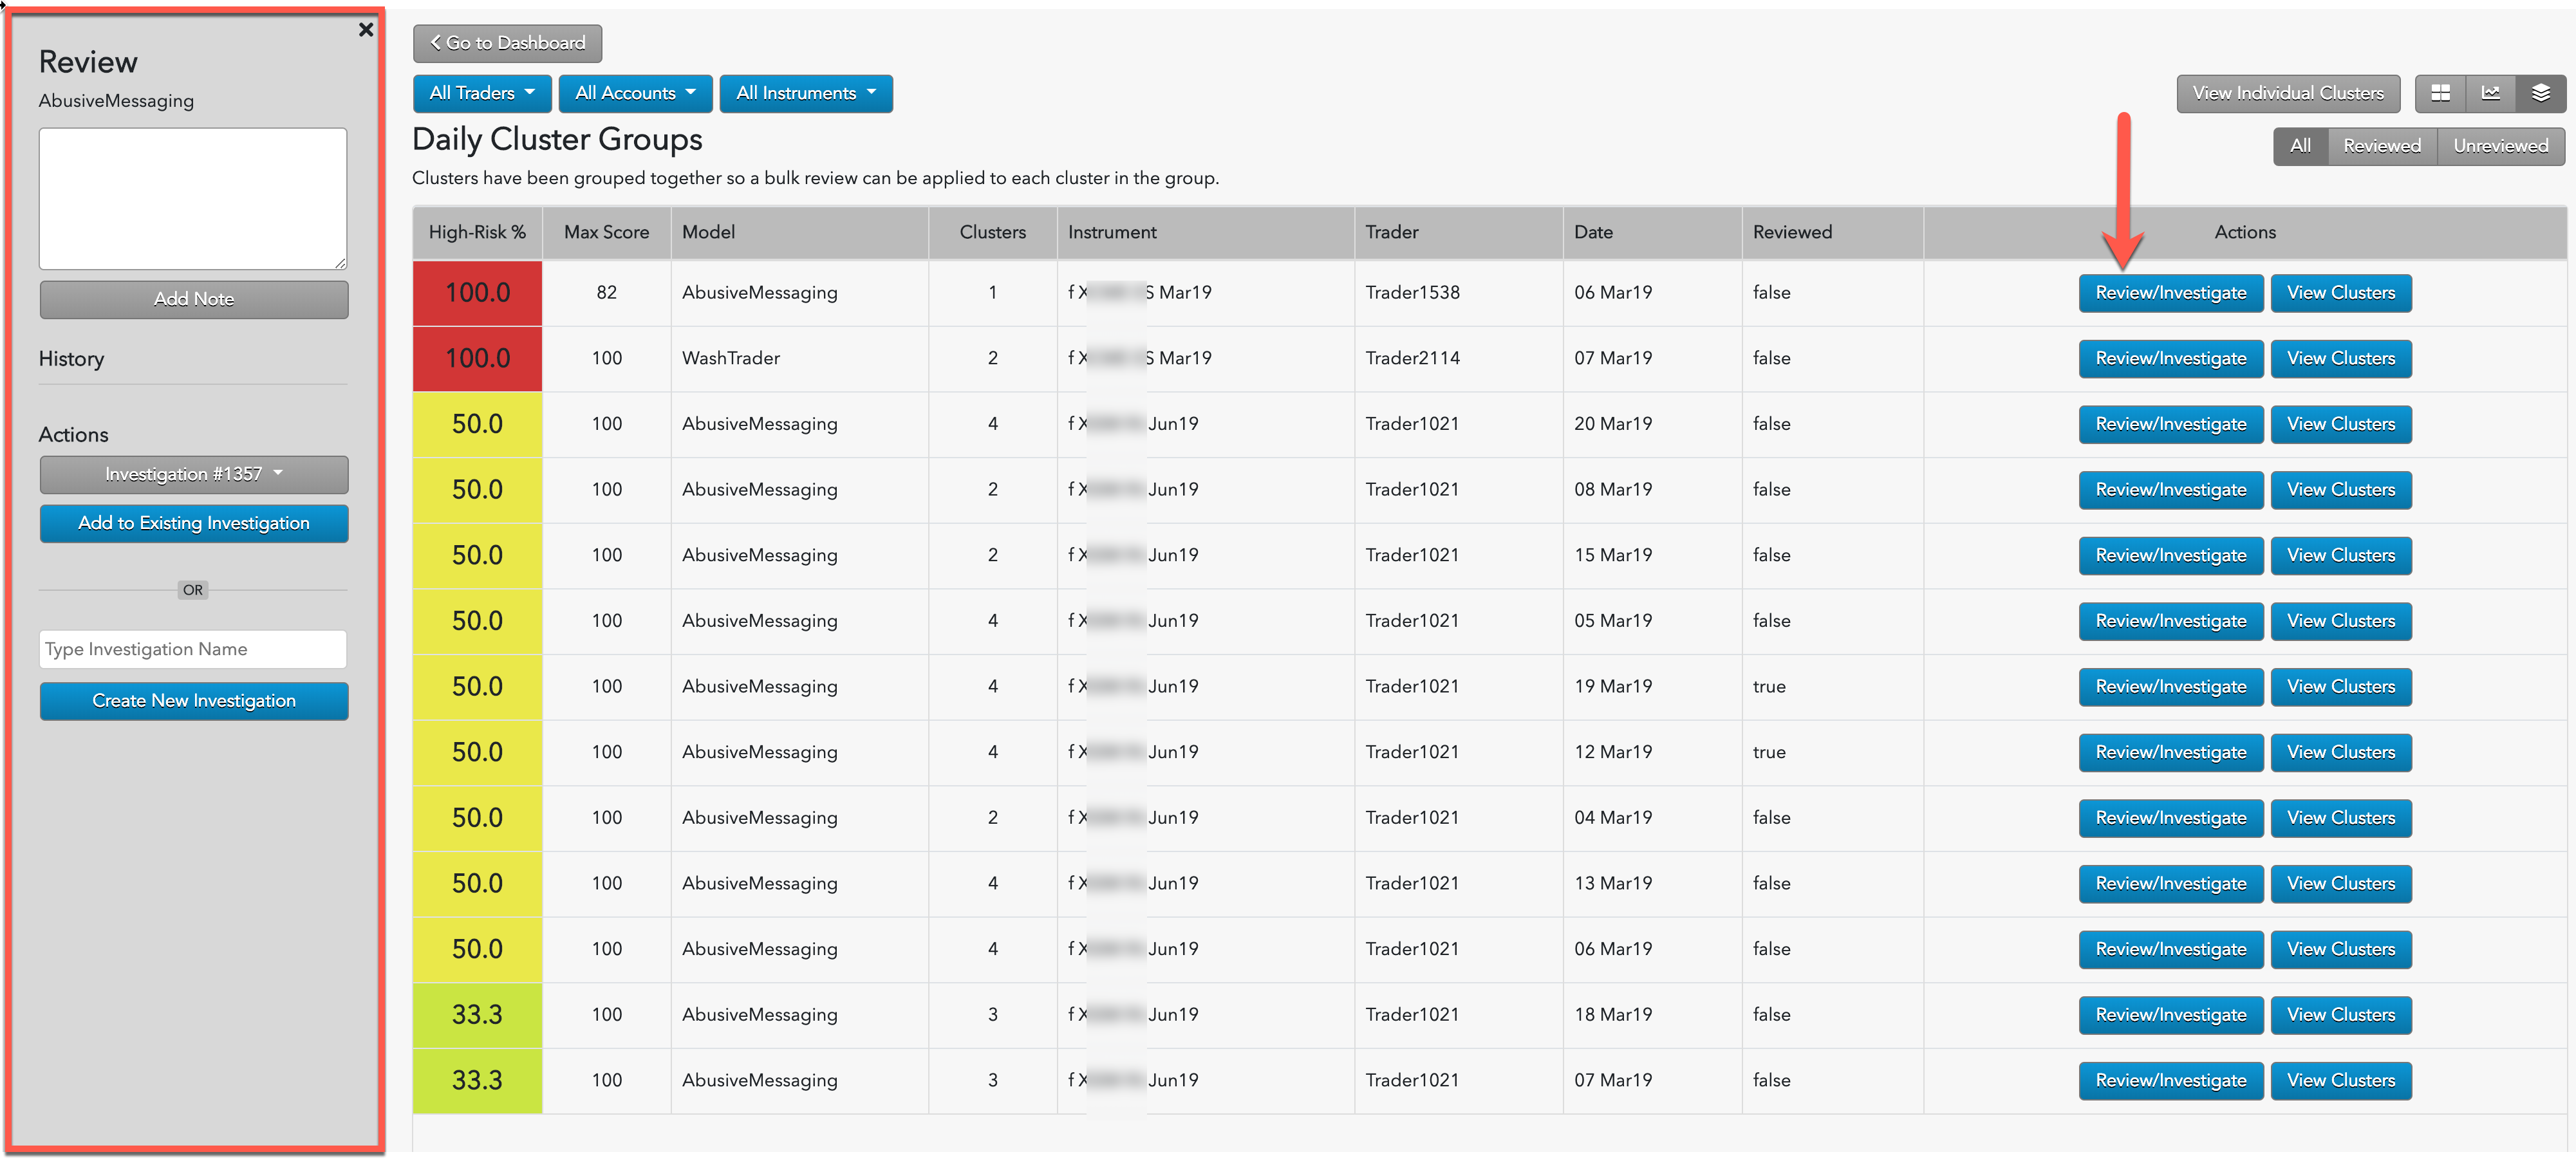 Review
AbusiveMessaging
Add Note
History
Actions
Investigation #1357
Add to Existing Investigation
OR
Type Investigation Name
Create New Investigation
Go to Dashboard
All Traders All Accounts All Instruments View Individual Clusters
Daily Cluster Groups
All Reviewed Unreviewed
Clusters have been grouped together so a bulk review can be applied to each cluster in the group.
High-Risk % Max Score Model Clusters Instrument Trader Date Reviewed Actions
100.0 82 AbusiveMessaging 1 f X S Mar19 Trader1538 06 Mar19 false Review/Investigate View Clusters
100.0 100 WashTrader 2 f X S Mar19 Trader2114 07 Mar19 false Review/Investigate View Clusters
50.0 100 AbusiveMessaging 4 f X Jun19 Trader1021 20 Mar19 false Review/Investigate View Clusters
50.0 100 AbusiveMessaging 2 f X Jun19 Trader1021 08 Mar19 false Review/Investigate View Clusters
50.0 100 AbusiveMessaging 2 f X Jun19 Trader1021 15 Mar19 false Review/Investigate View Clusters
50.0 100 AbusiveMessaging 4 f X Jun19 Trader1021 05 Mar19 false Review/Investigate View Clusters
50.0 100 AbusiveMessaging 4 f X Jun19 Trader1021 19 Mar19 true Review/Investigate View Clusters
50.0 100 AbusiveMessaging 4 f X Jun19 Trader1021 12 Mar19 true Review/Investigate View Clusters
50.0 100 AbusiveMessaging 2 f X Jun19 Trader1021 04 Mar19 false Review/Investigate View Clusters
50.0 100 AbusiveMessaging 4 f X Jun19 Trader1021 13 Mar19 false Review/Investigate View Clusters
50.0 100 AbusiveMessaging 4 f X Jun19 Trader1021 06 Mar19 false Review/Investigate View Clusters
33.3 100 AbusiveMessaging 3 f X Jun19 Trader1021 18 Mar19 false Review/Investigate View Clusters
33.3 100 AbusiveMessaging 3 f X Jun19 Trader1021 07 Mar19 false Review/Investigate View Clusters